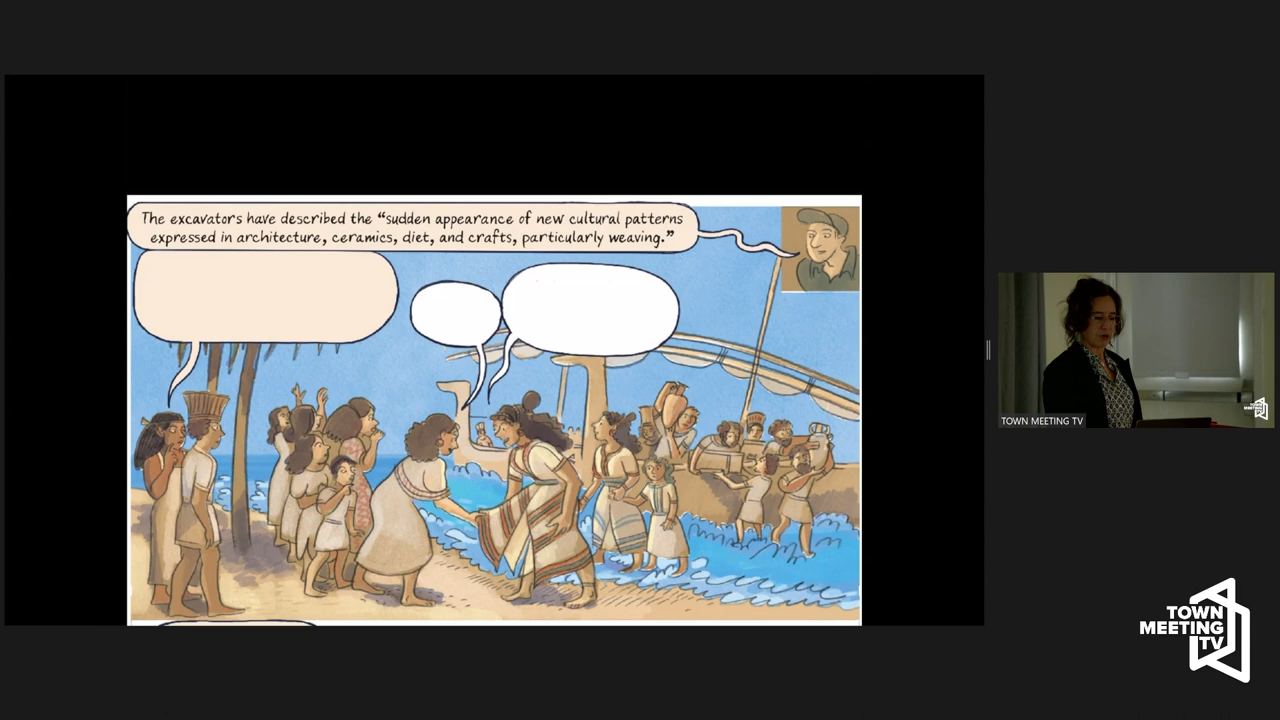 The excavators have described the “sudden appearance of new cultural patterns
expressed in architecture, ceramics, diet, and crafts, particularly weaving.”
TOWN MEETING TV
TOWN
MEETING
TV